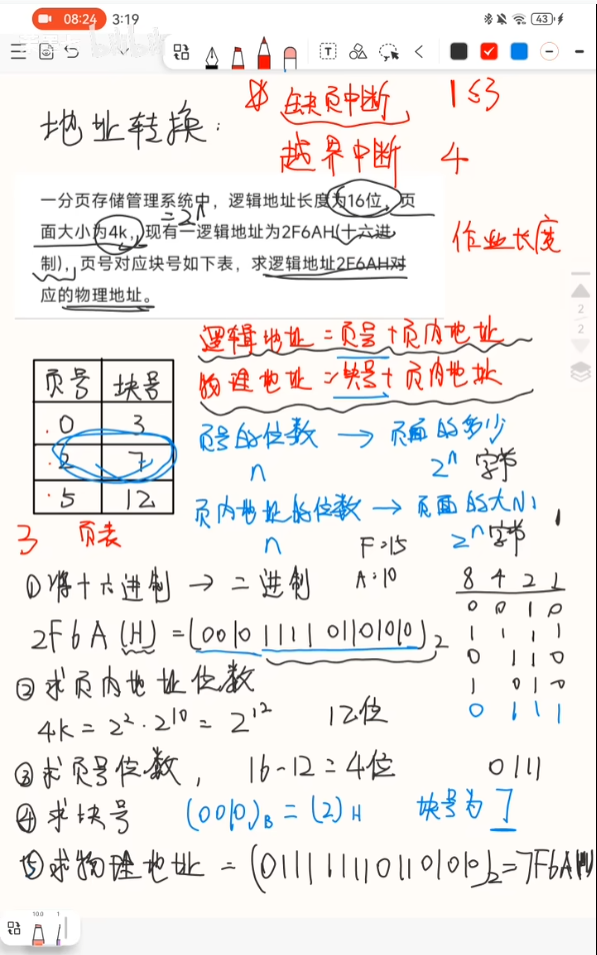 08:24 3:19 43
T
地址转换:
缺页中断, 1 5 3
越界中断 4
一分页存储管理系统中，逻辑地址长度为16位，页
=2ⁿ
面大小为4k，现有一逻辑地址为2F6AH(十六进
制)，页号对应块号如下表，求逻辑地址2F6AH对
应的物理地址。
作业长度
逻辑地址=页号+页内地址
物理地址=块号+页内地址
页号 块号
0 3
2 7
5 12
3 页表
页号的位数 → 页面的多少
n 2ⁿ 字节
页内地址的位数 → 页面的大小
n 2ⁿ字节
F:15
A:10
①将十六进制 → 二进制
8 4 2 1
0 0 1 0
1 1 1 1
0 1 1 0
1 0 1 0
0 1 1 1
2F6A(H) = (0010 1111 0110 1010)₂
②求页内地址位数
4K = 2² · 2¹⁰ = 2¹² 12位
③求页号位数, 16-12=4位 0111
④求块号 (0010)B = (2)H 块号为 7
⑤求物理地址 = (0111111101101010)₂=7F6A(H)
2
2
10.0 1